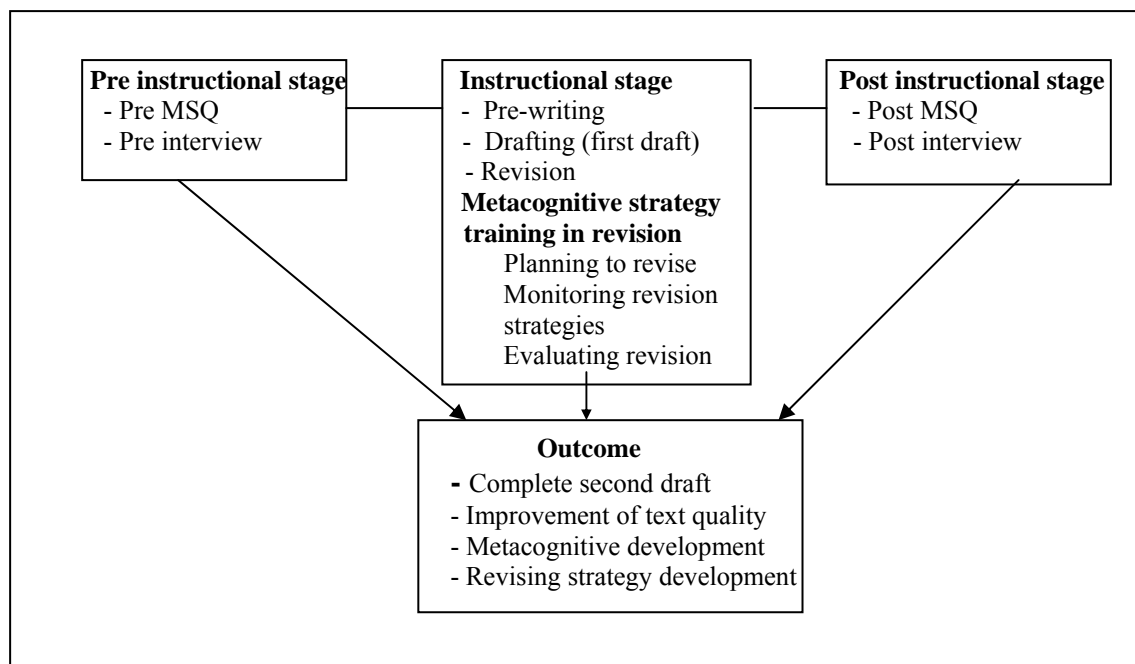 Pre instructional stage
- Pre MSQ
- Pre interview
Instructional stage
- Pre-writing
- Drafting (first draft)
- Revision
Metacognitive strategy
training in revision
Planning to revise
Monitoring revision
strategies
Evaluating revision
Post instructional stage
- Post MSQ
- Post interview
Outcome
- Complete second draft
- Improvement of text quality
- Metacognitive development
- Revising strategy development